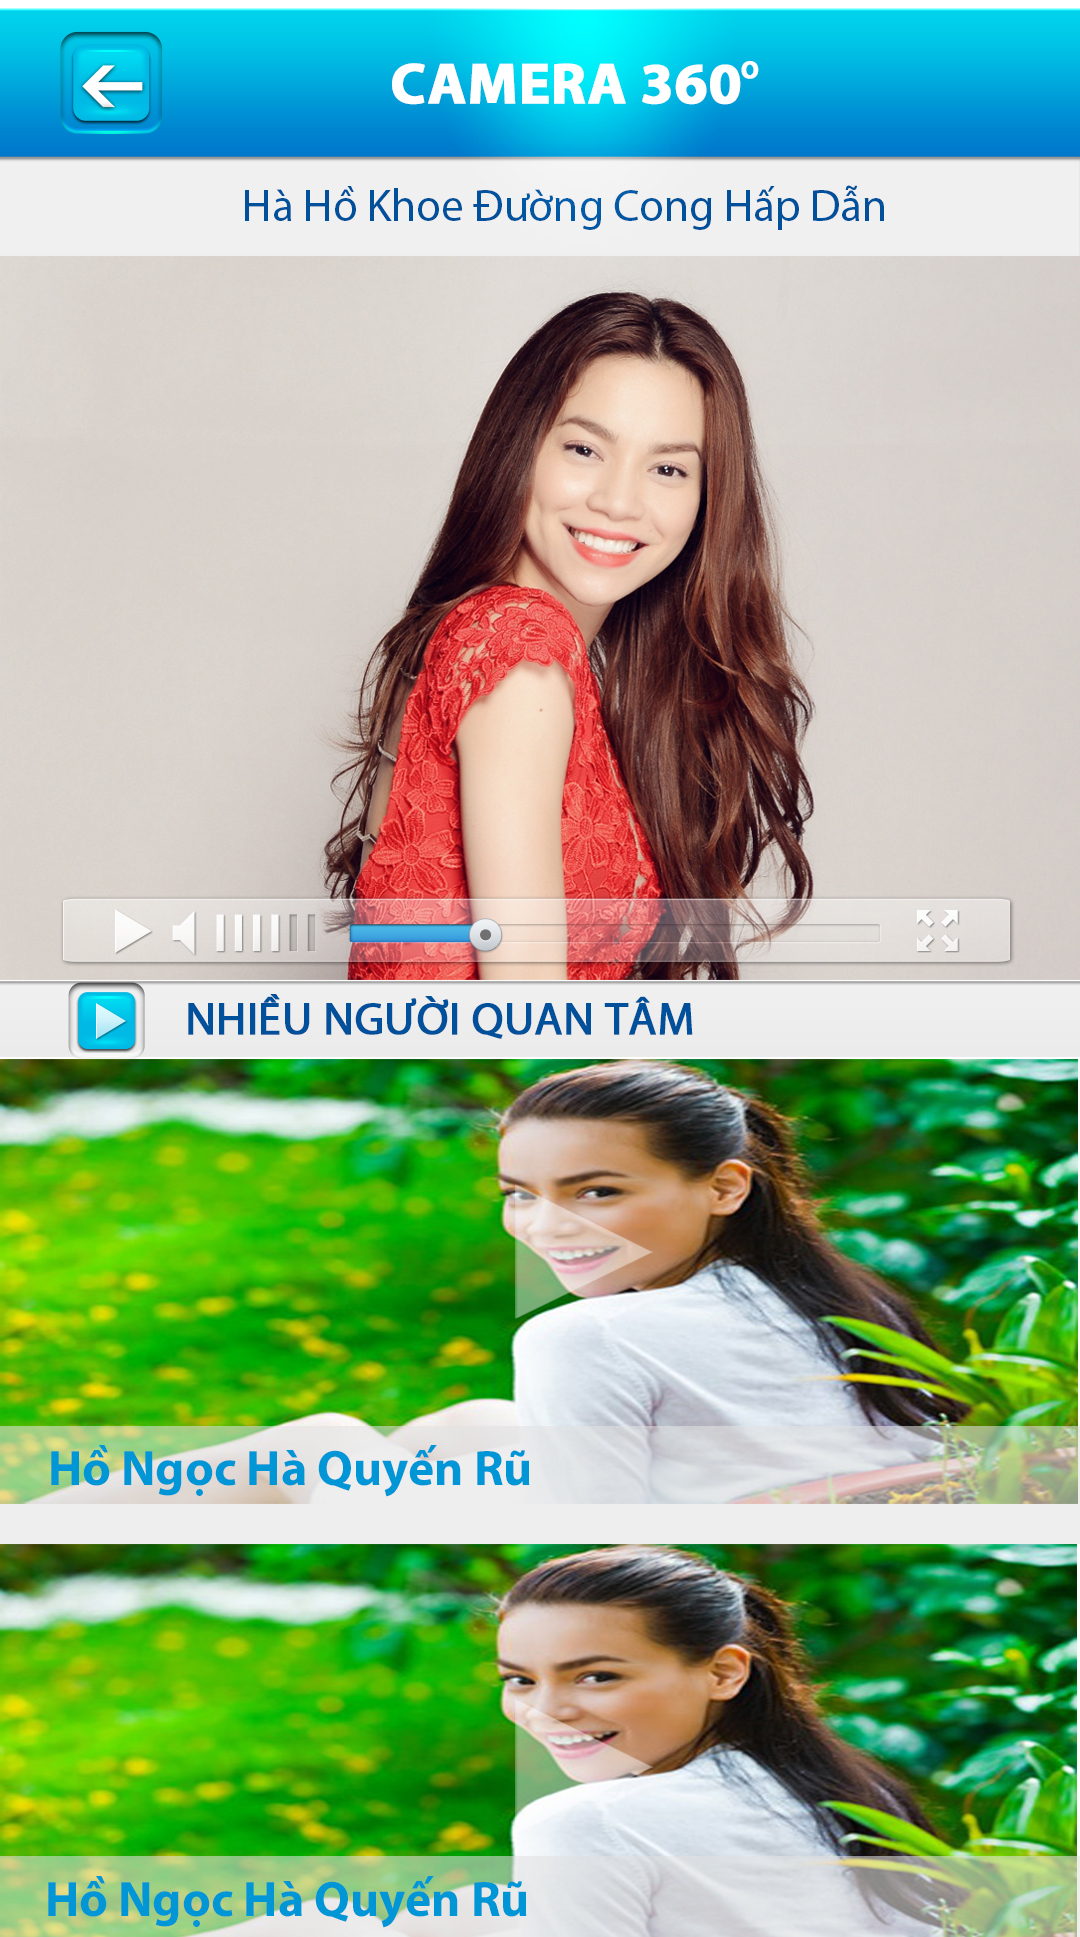 CAMERA 360º
Hà Hồ Khoe Đường Cong Hấp Dẫn
NHIỀU NGƯỜI QUAN TÂM
Hồ Ngọc Hà Quyến Rũ
Hồ Ngọc Hà Quyến Rũ